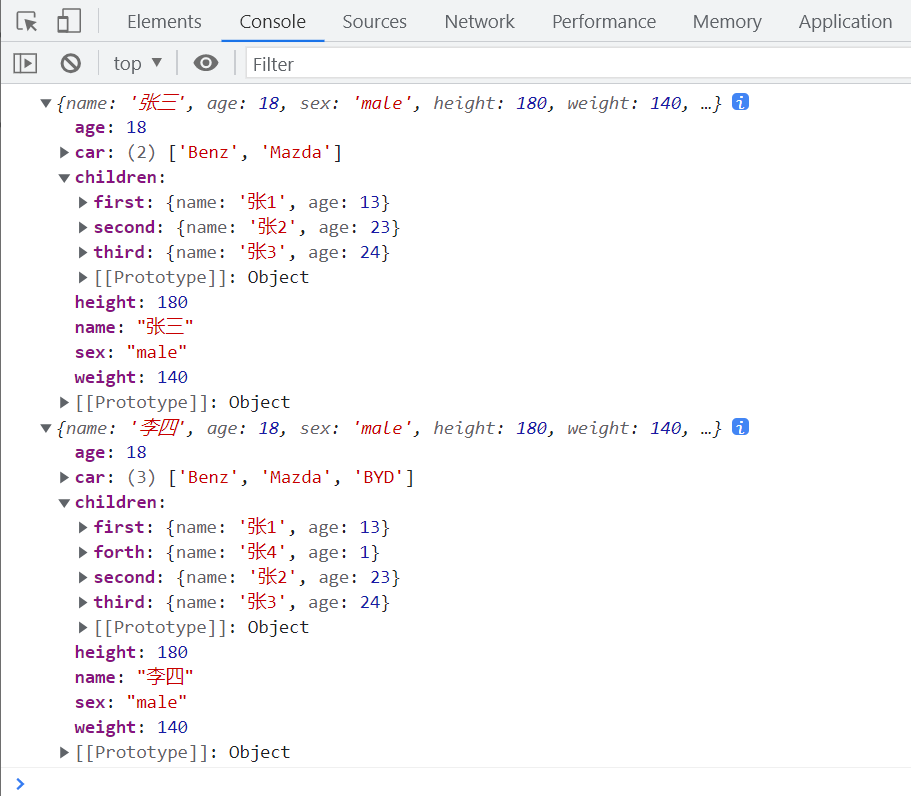 Elements Console Sources Network Performance Memory Application
top Filter
{name: '张三', age: 18, sex: 'male', height: 180, weight: 140, …} i
age: 18
car: (2) ['Benz', 'Mazda']
children:
first: {name: '张1', age: 13}
second: {name: '张2', age: 23}
third: {name: '张3', age: 24}
[[Prototype]]: Object
height: 180
name: "张三"
sex: "male"
weight: 140
[[Prototype]]: Object
{name: '李四', age: 18, sex: 'male', height: 180, weight: 140, …} i
age: 18
car: (3) ['Benz', 'Mazda', 'BYD']
children:
first: {name: '张1', age: 13}
forth: {name: '张4', age: 1}
second: {name: '张2', age: 23}
third: {name: '张3', age: 24}
[[Prototype]]: Object
height: 180
name: "李四"
sex: "male"
weight: 140
[[Prototype]]: Object